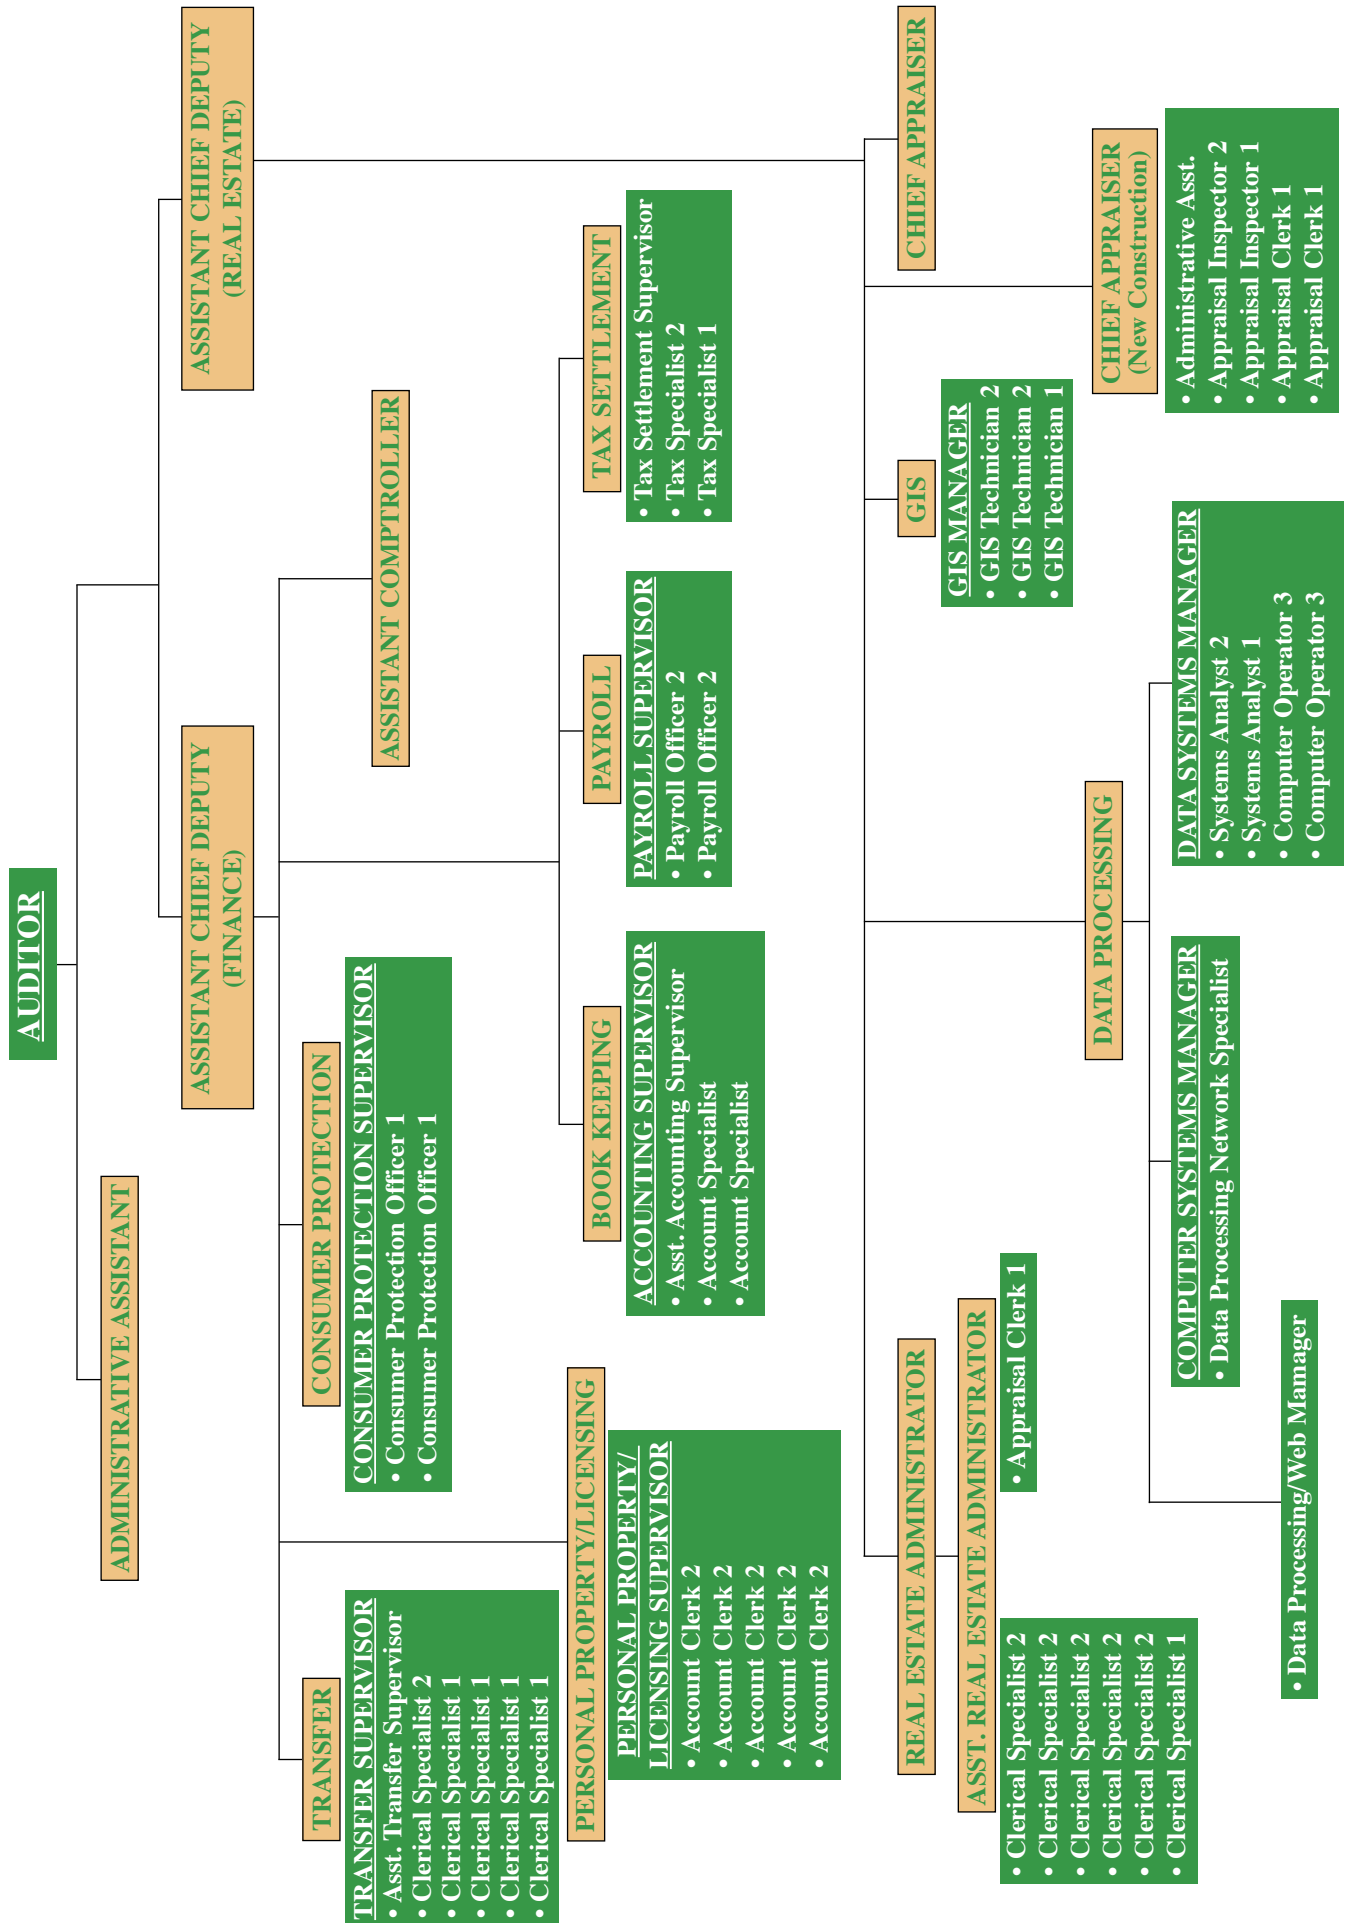 AUDITOR
ADMINISTRATIVE ASSISTANT
ASSISTANT CHIEF DEPUTY
(FINANCE)
ASSISTANT CHIEF DEPUTY
(REAL ESTATE)
TRANSFER
TRANSFER SUPERVISOR
• Asst. Transfer Supervisor
• Clerical Specialist 2
• Clerical Specialist 1
• Clerical Specialist 1
• Clerical Specialist 1
• Clerical Specialist 1
CONSUMER PROTECTION
CONSUMER PROTECTION SUPERVISOR
• Consumer Protection Officer 1
• Consumer Protection Officer 1
ASSISTANT COMPTROLLER
PERSONAL PROPERTY/LICENSING
PERSONAL PROPERTY/
LICENSING SUPERVISOR
• Account Clerk 2
• Account Clerk 2
• Account Clerk 2
• Account Clerk 2
• Account Clerk 2
BOOK KEEPING
ACCOUNTING SUPERVISOR
• Asst. Accounting Supervisor
• Account Specialist
• Account Specialist
PAYROLL
PAYROLL SUPERVISOR
• Payroll Officer 2
• Payroll Officer 2
TAX SETTLEMENT
• Tax Settlement Supervisor
• Tax Specialist 2
• Tax Specialist 1
REAL ESTATE ADMINISTRATOR
ASST. REAL ESTATE ADMINISTRATOR
• Clerical Specialist 2
• Clerical Specialist 2
• Clerical Specialist 2
• Clerical Specialist 2
• Clerical Specialist 2
• Clerical Specialist 1
• Appraisal Clerk 1
GIS
GIS MANAGER
• GIS Technician 2
• GIS Technician 2
• GIS Technician 1
CHIEF APPRAISER
DATA PROCESSING
• Data Processing/Web Mamager
COMPUTER SYSTEMS MANAGER
• Data Processing Network Specialist
DATA SYSTEMS MANAGER
• Systems Analyst 2
• Systems Analyst 1
• Computer Operator 3
• Computer Operator 3
CHIEF APPRAISER
(New Construction)
• Administrative Asst.
• Appraisal Inspector 2
• Appraisal Inspector 1
• Appraisal Clerk 1
• Appraisal Clerk 1